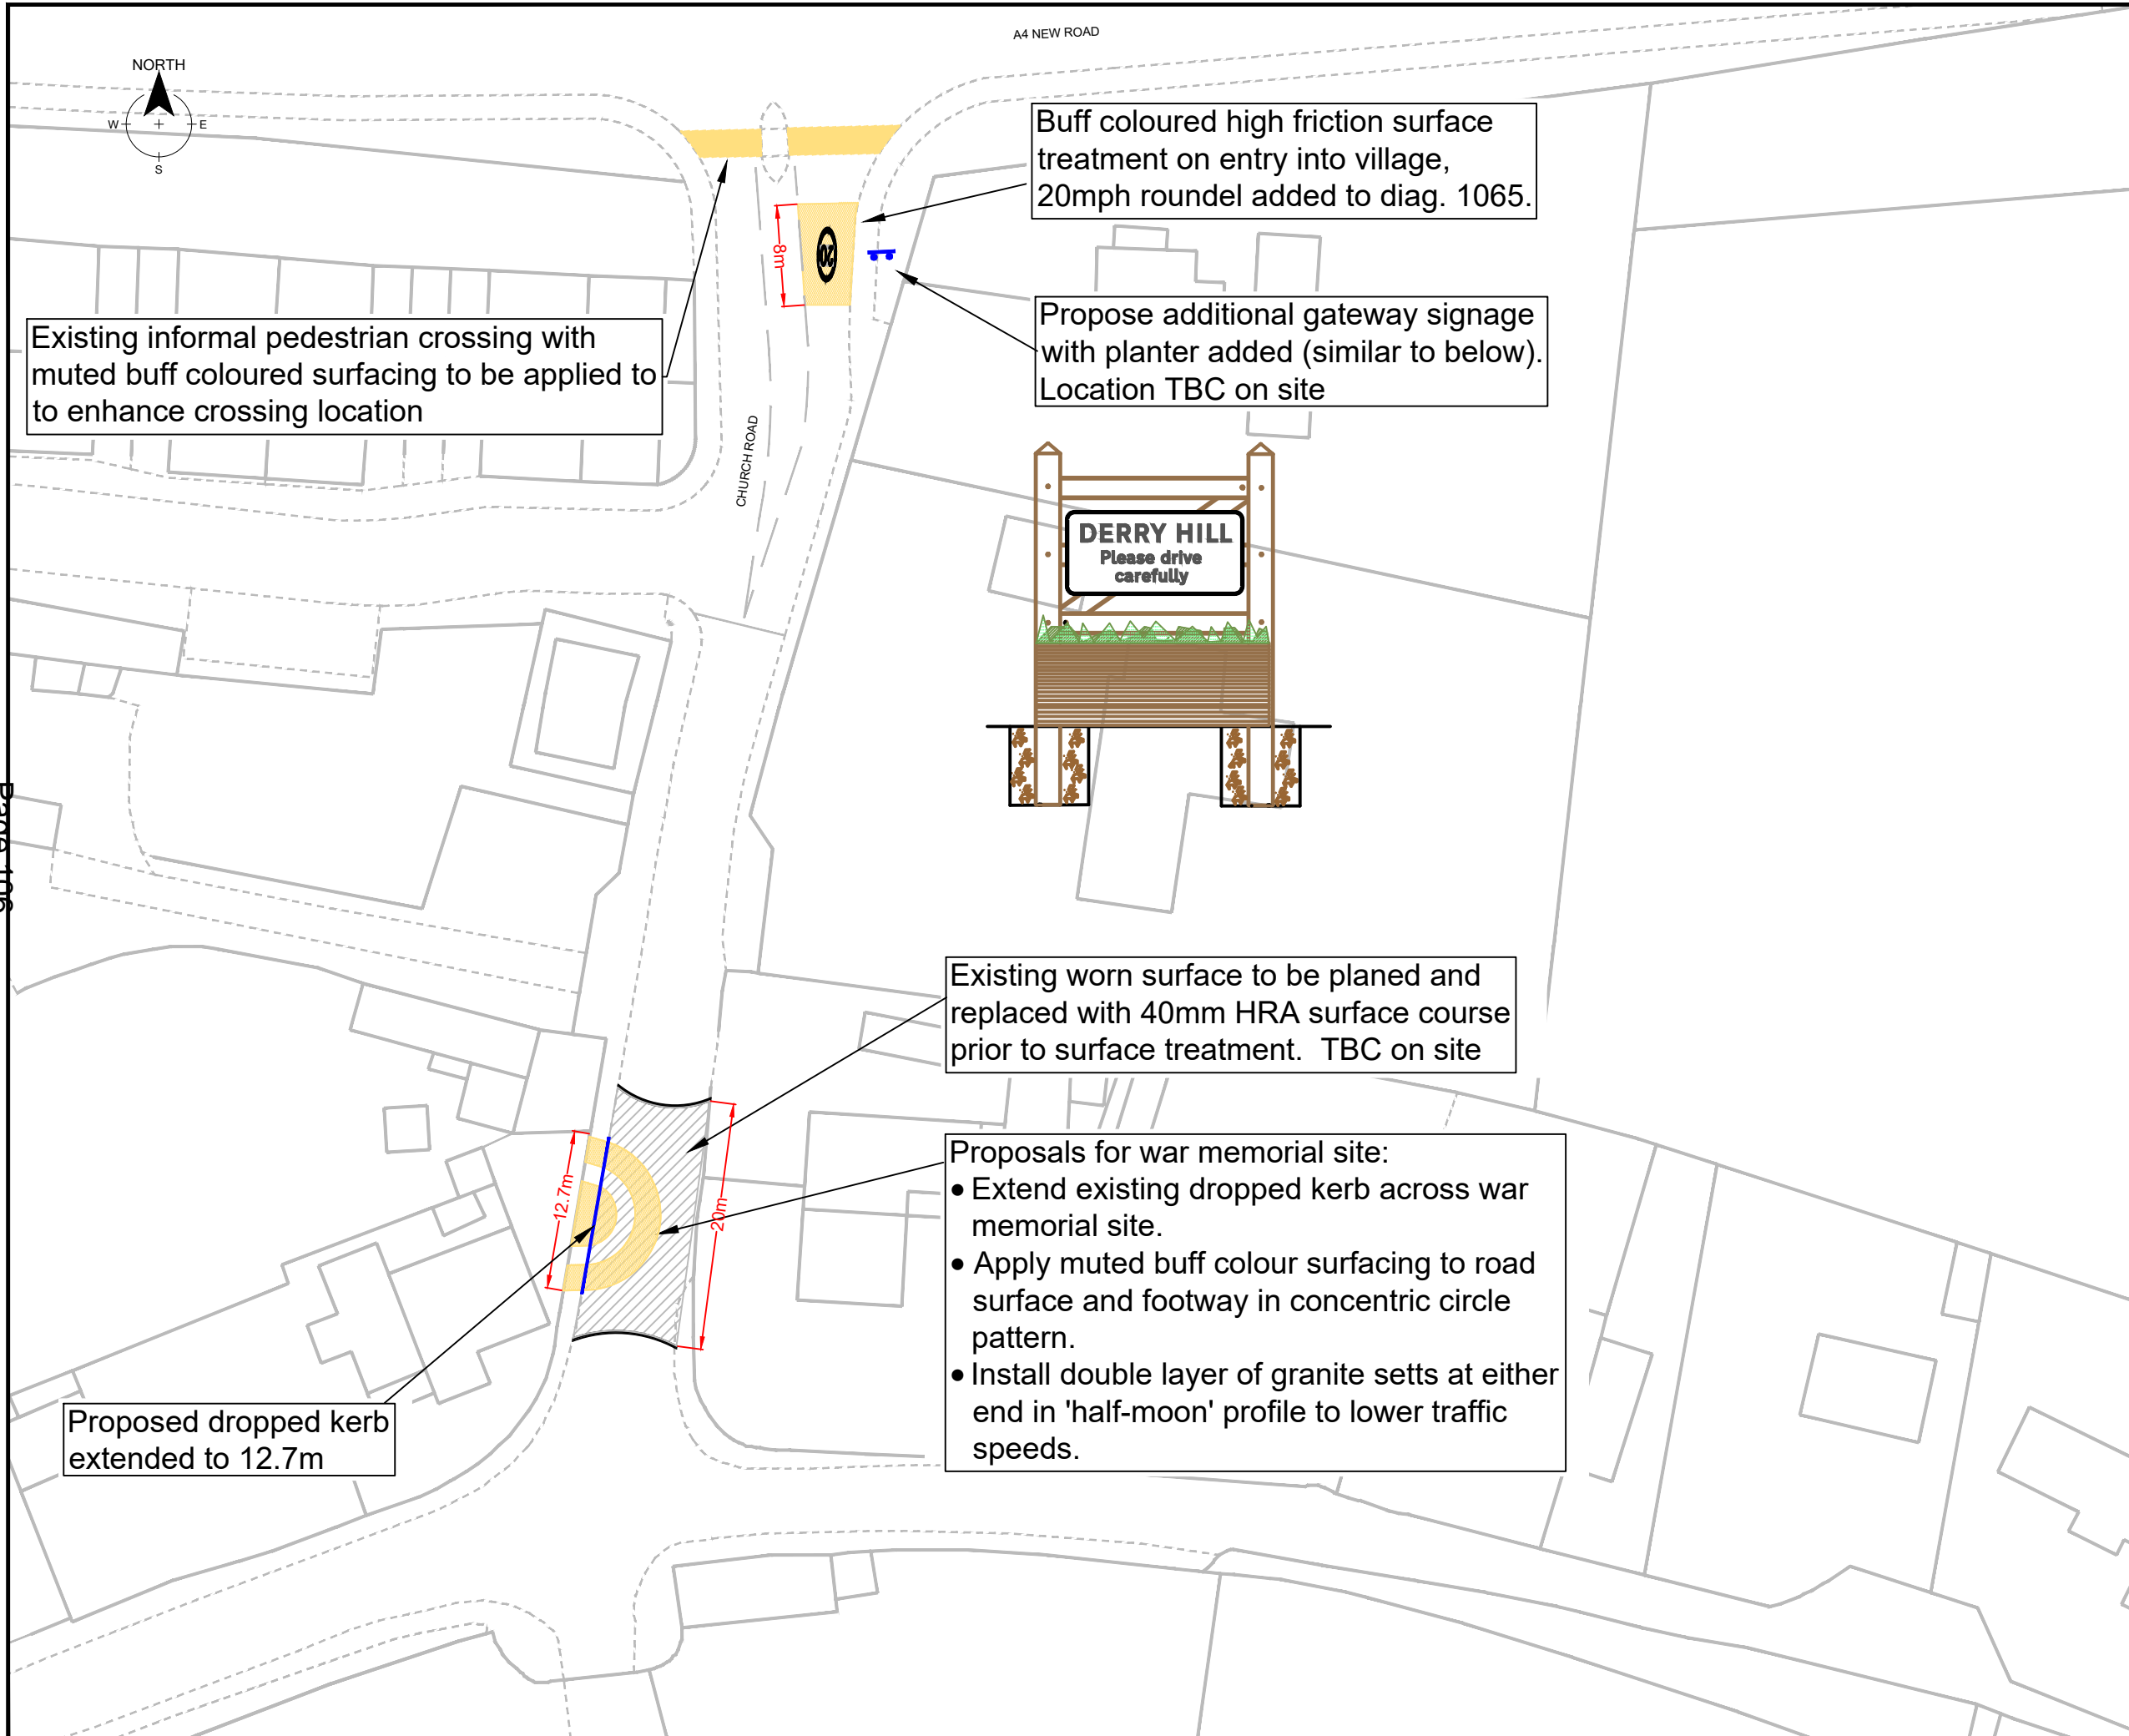 A4 NEW ROAD
NORTH
W
E
S
Buff coloured high friction surface
treatment on entry into village,
20mph roundel added to diag. 1065.
8m
20
Propose additional gateway signage
with planter added (similar to below).
Location TBC on site
Existing informal pedestrian crossing with
muted buff coloured surfacing to be applied to
to enhance crossing location
CHURCH ROAD
DERRY HILL
Please drive
carefully
Page 106
Existing worn surface to be planed and
replaced with 40mm HRA surface course
prior to surface treatment.  TBC on site
12.7m
20m
Proposals for war memorial site:
• Extend existing dropped kerb across war
memorial site.
• Apply muted buff colour surfacing to road
surface and footway in concentric circle
pattern.
• Install double layer of granite setts at either
end in 'half-moon' profile to lower traffic
speeds.
Proposed dropped kerb
extended to 12.7m